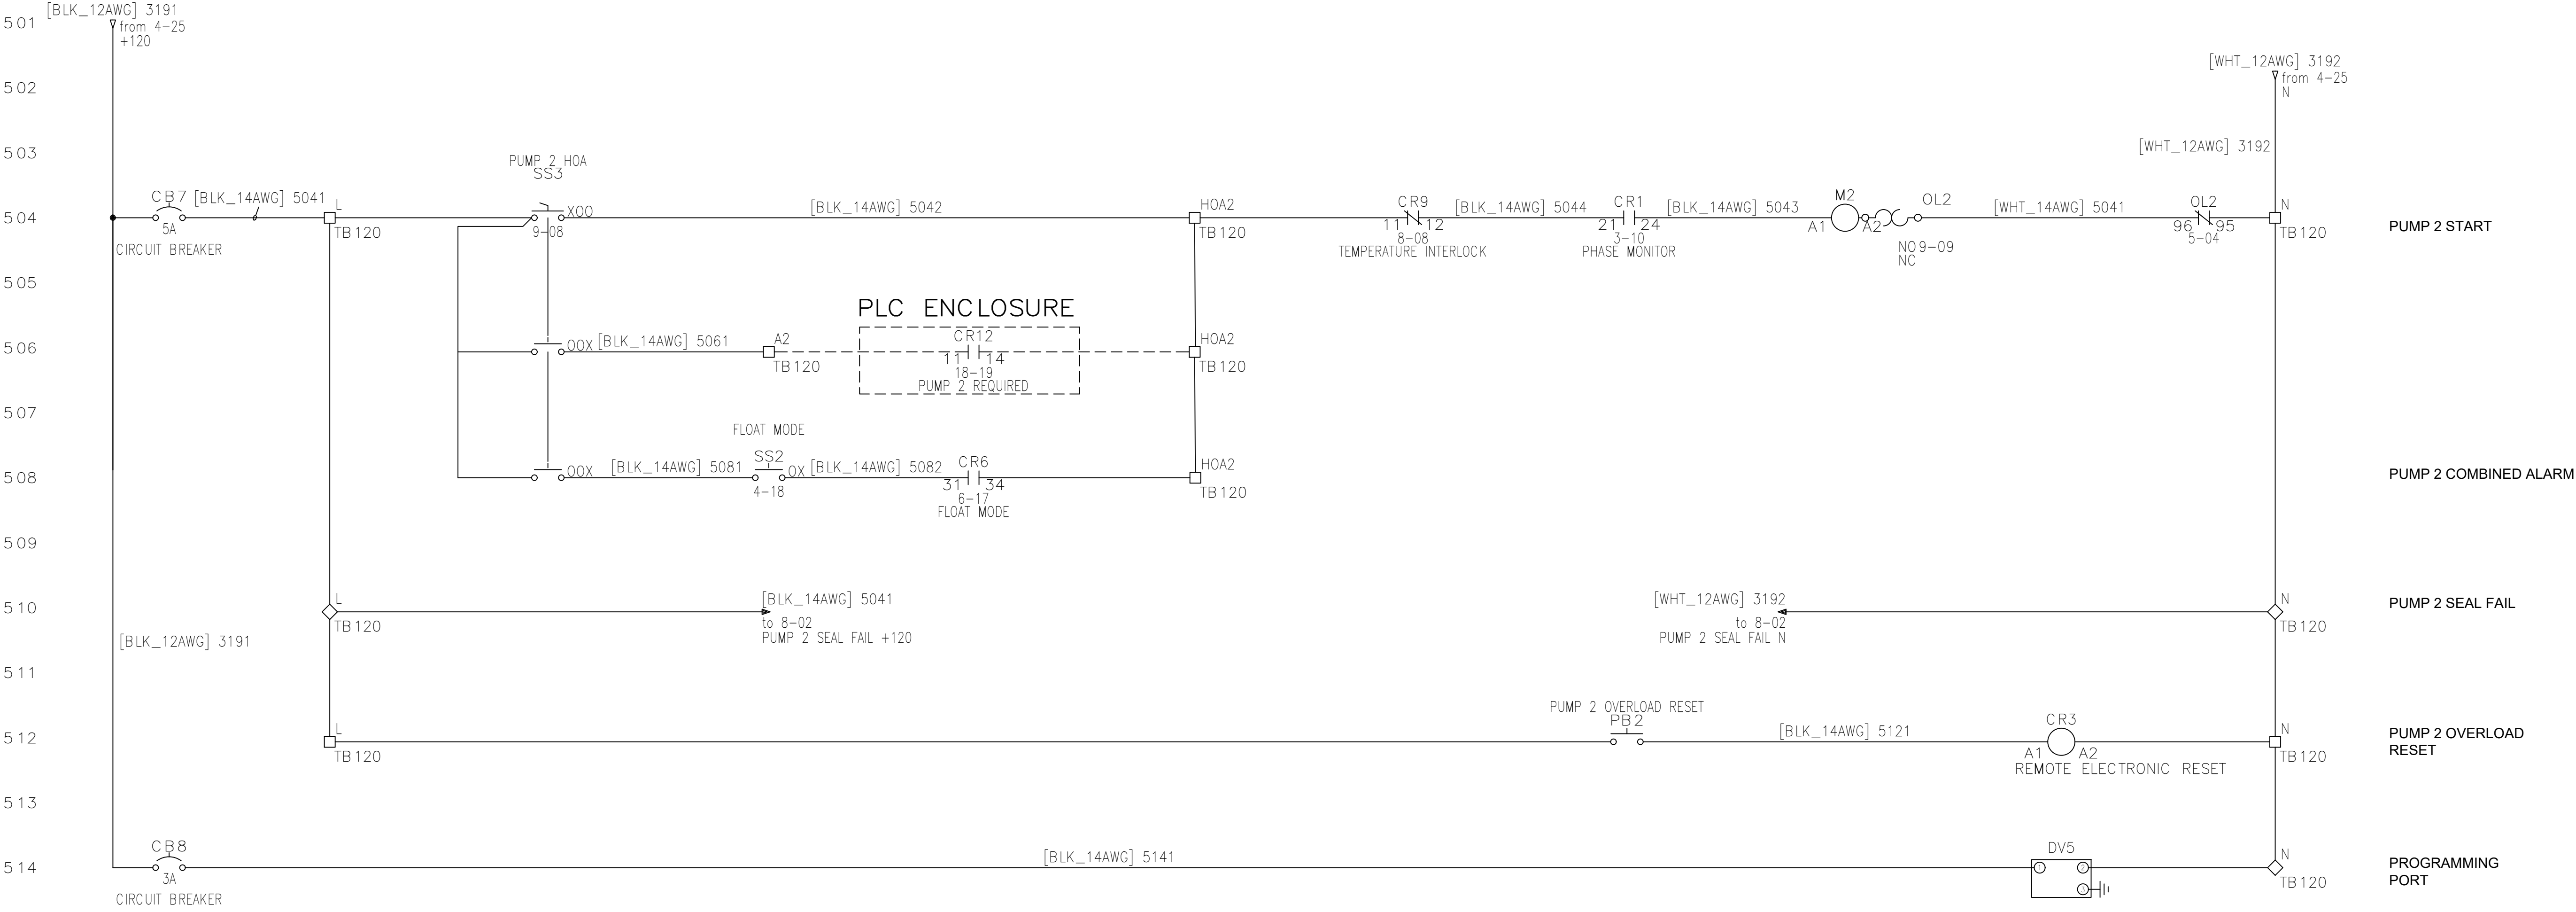 [BLK_12AWG] 3191
501
from 4-25
+120
[WHT_12AWG] 3192
from 4-25
N
502
503
[WHT_12AWG] 3192
PUMP 2 HOA
SS3
CB7
[BLK_14AWG] 5041
L
XOO
[BLK_14AWG] 5042
HOA2
CR9
[BLK_14AWG] 5044
CR1
[BLK_14AWG] 5043
M2
OL2
[WHT_14AWG] 5041
OL2
N
504
5A
CIRCUIT BREAKER
TB120
9-08
TB120
11 12
8-08
TEMPERATURE INTERLOCK
21 24
3-10
PHASE MONITOR
A1 A2
NO 9-09
NC
96 95
5-04
TB120
PUMP 2 START
505
PLC ENCLOSURE
506
OOX
[BLK_14AWG] 5061
A2
TB120
CR12
11 14
18-19
PUMP 2 REQUIRED
HOA2
TB120
507
FLOAT MODE
508
OOX
[BLK_14AWG] 5081
SS2
OX
4-18
[BLK_14AWG] 5082
CR6
31 34
6-17
FLOAT MODE
HOA2
TB120
PUMP 2 COMBINED ALARM
509
510
L
TB120
[BLK_14AWG] 5041
to 8-02
PUMP 2 SEAL FAIL +120
[WHT_12AWG] 3192
to 8-02
PUMP 2 SEAL FAIL N
N
TB120
PUMP 2 SEAL FAIL
[BLK_12AWG] 3191
511
512
L
TB120
PUMP 2 OVERLOAD RESET
PB2
[BLK_14AWG] 5121
CR3
A1 A2
REMOTE ELECTRONIC RESET
N
TB120
PUMP 2 OVERLOAD
RESET
513
514
CB8
3A
CIRCUIT BREAKER
[BLK_14AWG] 5141
DV5
1 2
3
N
TB120
PROGRAMMING
PORT